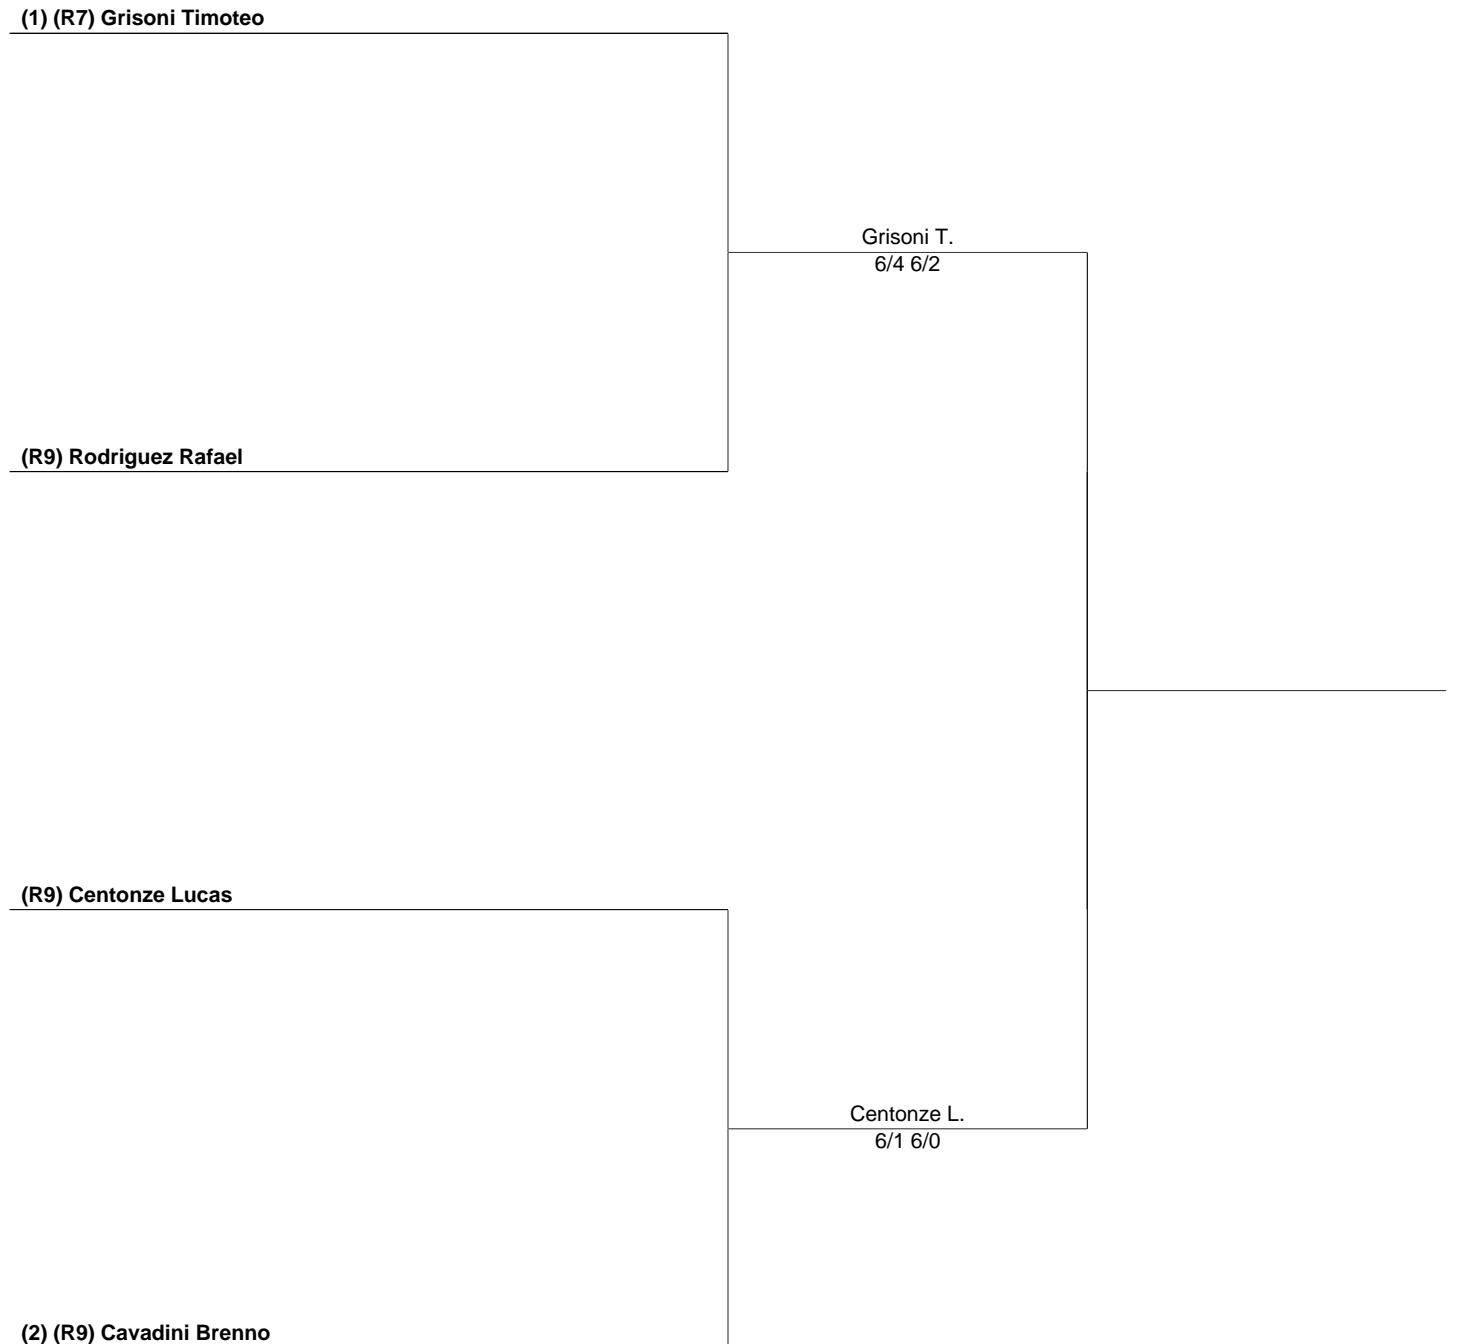 (1) (R7) Grisoni Timoteo
Grisoni T.
6/4 6/2
(R9) Rodriguez Rafael
(R9) Centonze Lucas
Centonze L.
6/1 6/0
(2) (R9) Cavadini Brenno